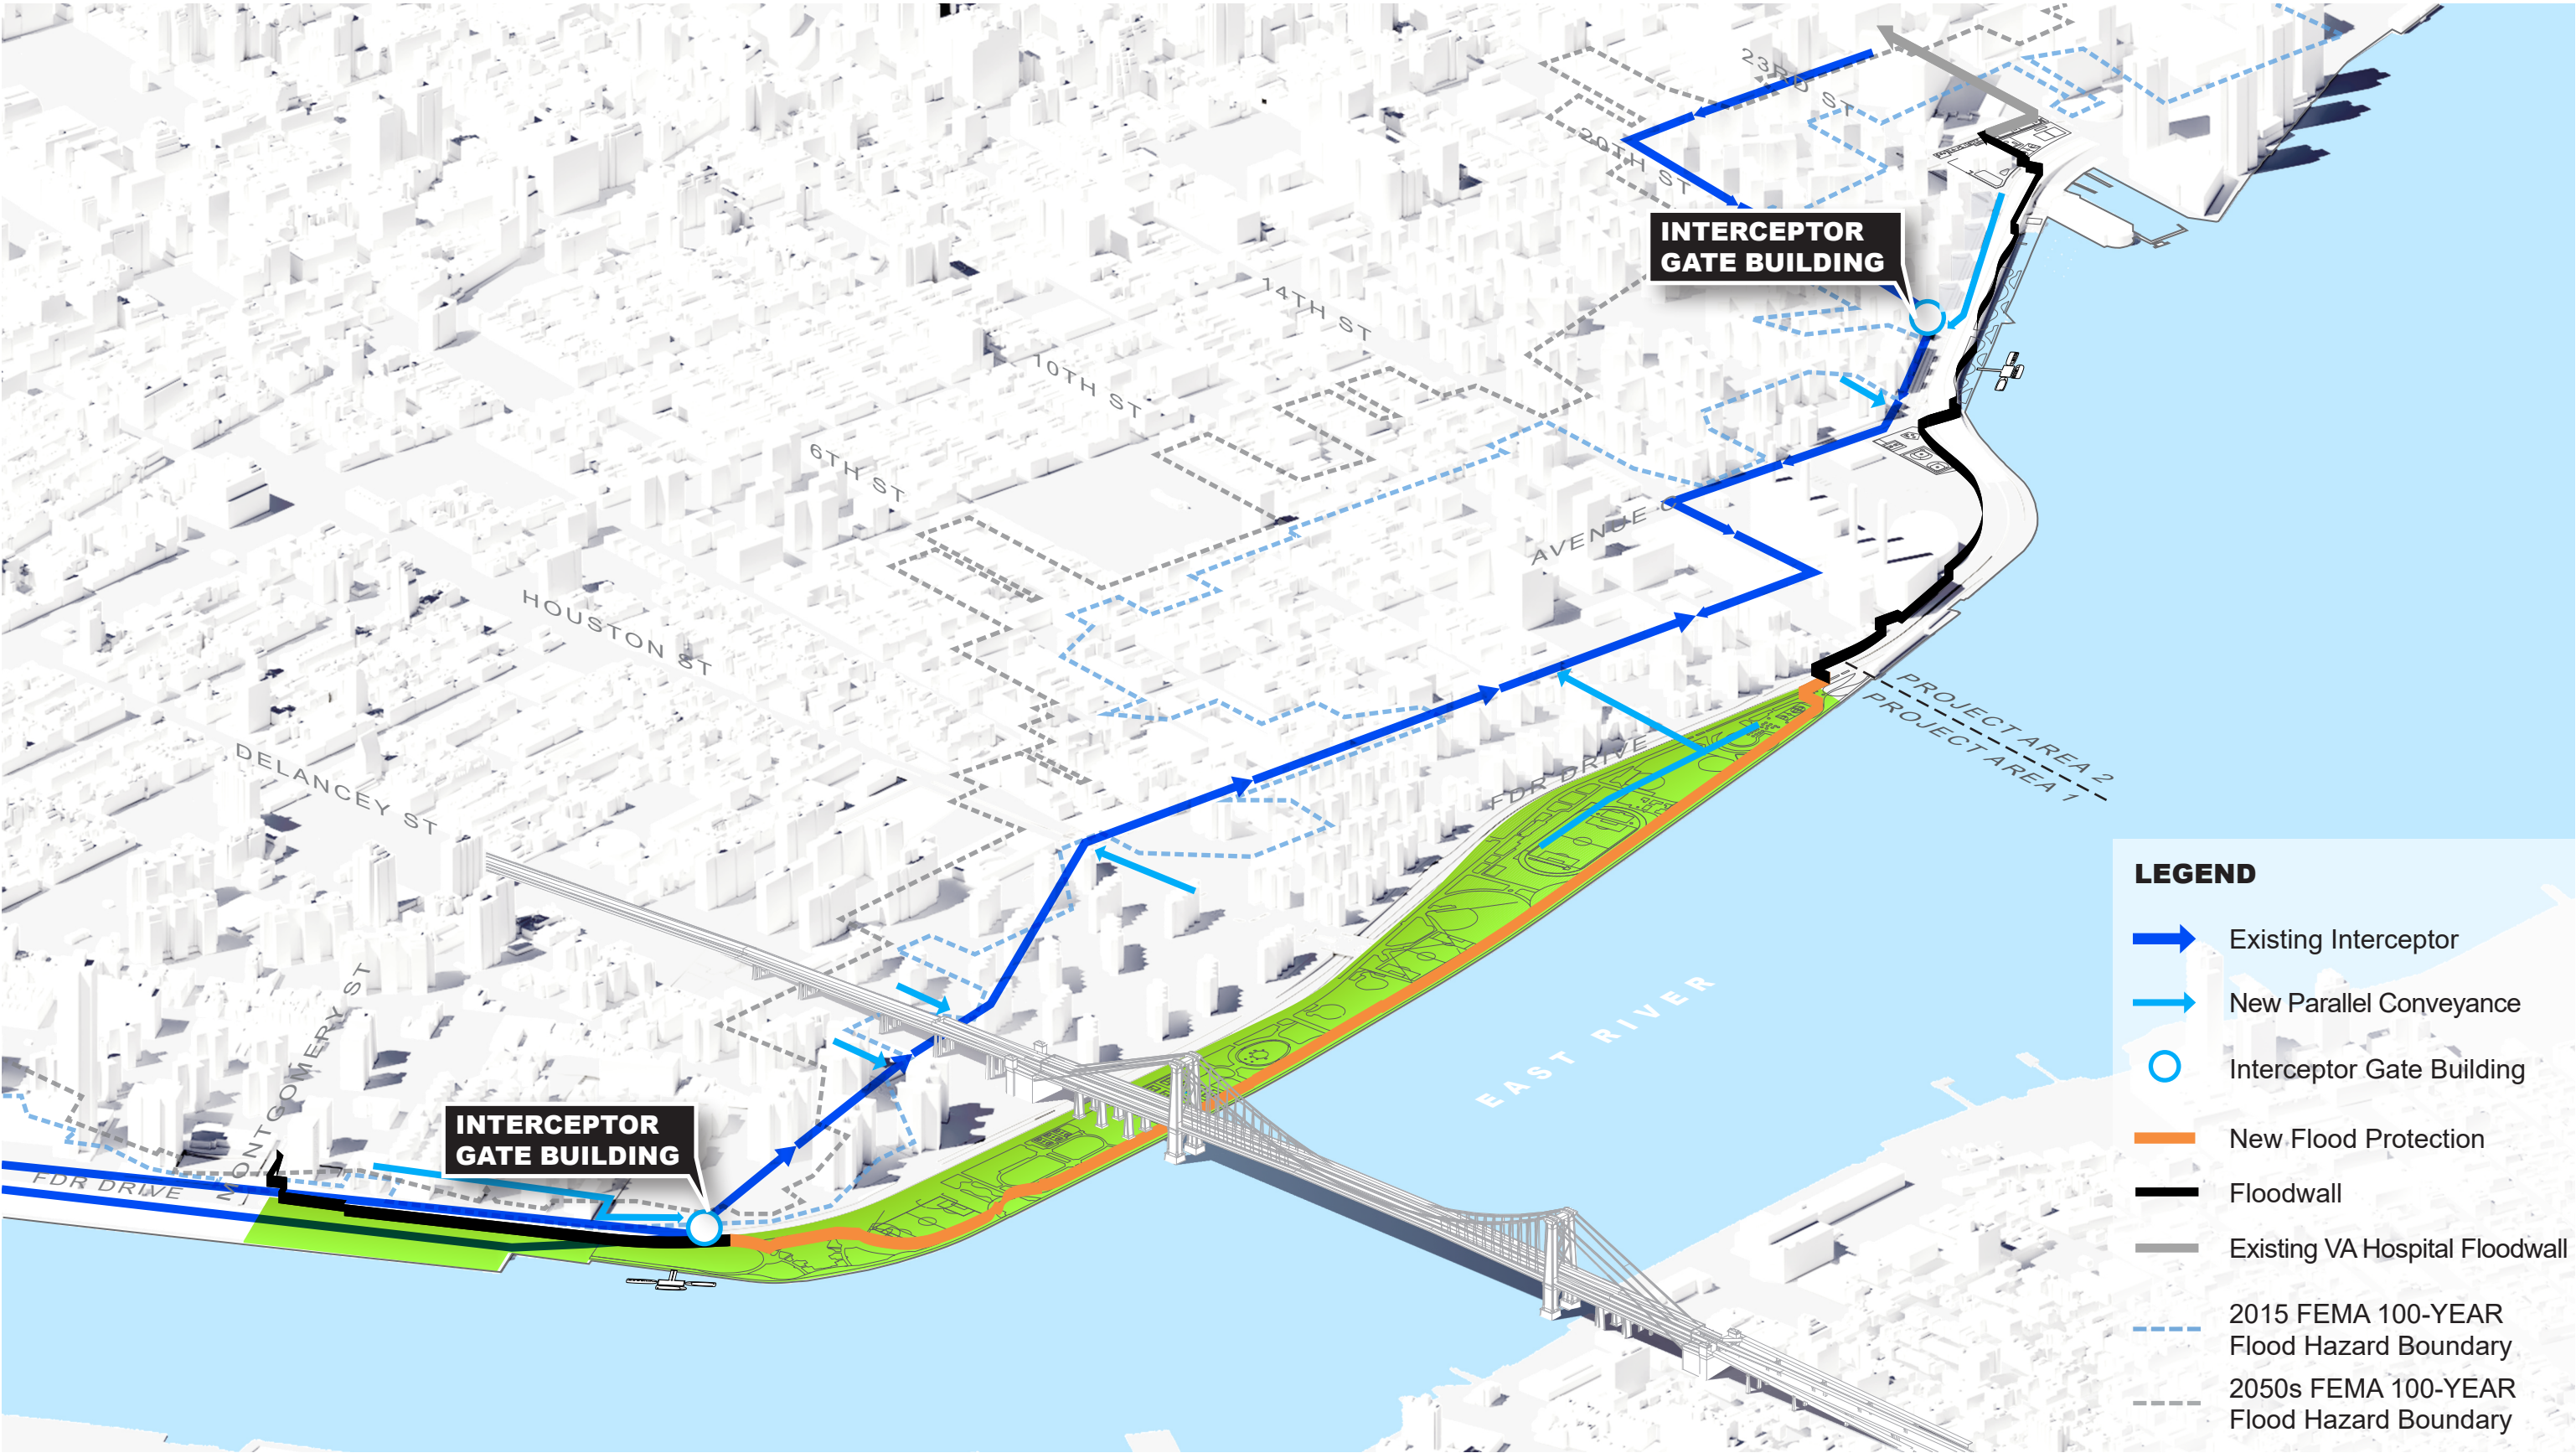 23RD ST
20TH ST
INTERCEPTOR
GATE BUILDING
14TH ST
10TH ST
6TH ST
AVENUE C
HOUSTON ST
DELANCEY ST
FDR DRIVE
PROJECT AREA 2
PROJECT AREA 1
MONTGOMERY ST
EAST RIVER
INTERCEPTOR
GATE BUILDING
FDR DRIVE
LEGEND
Existing Interceptor
New Parallel Conveyance
Interceptor Gate Building
New Flood Protection
Floodwall
Existing VA Hospital Floodwall
2015 FEMA 100-YEAR
Flood Hazard Boundary
2050s FEMA 100-YEAR
Flood Hazard Boundary